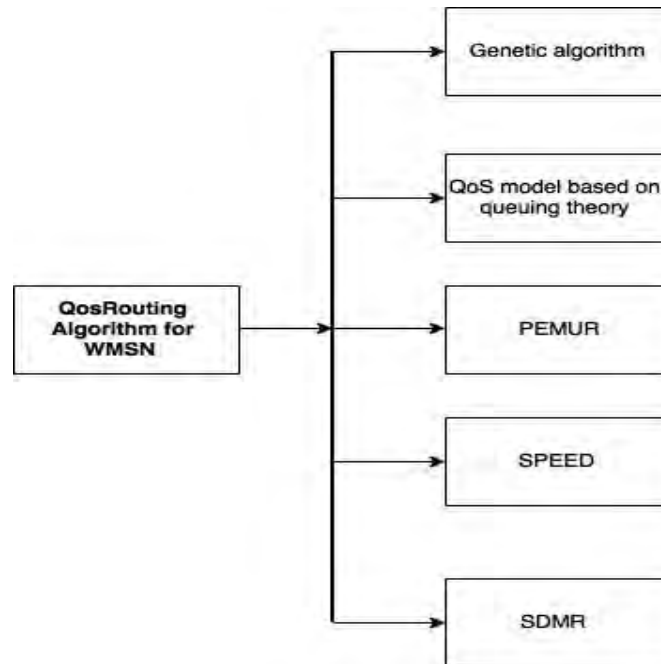 Genetic algorithm
QoS model based on
queuing theory
QosRouting
Algorithm for
WMSN
PEMUR
SPEED
SDMR